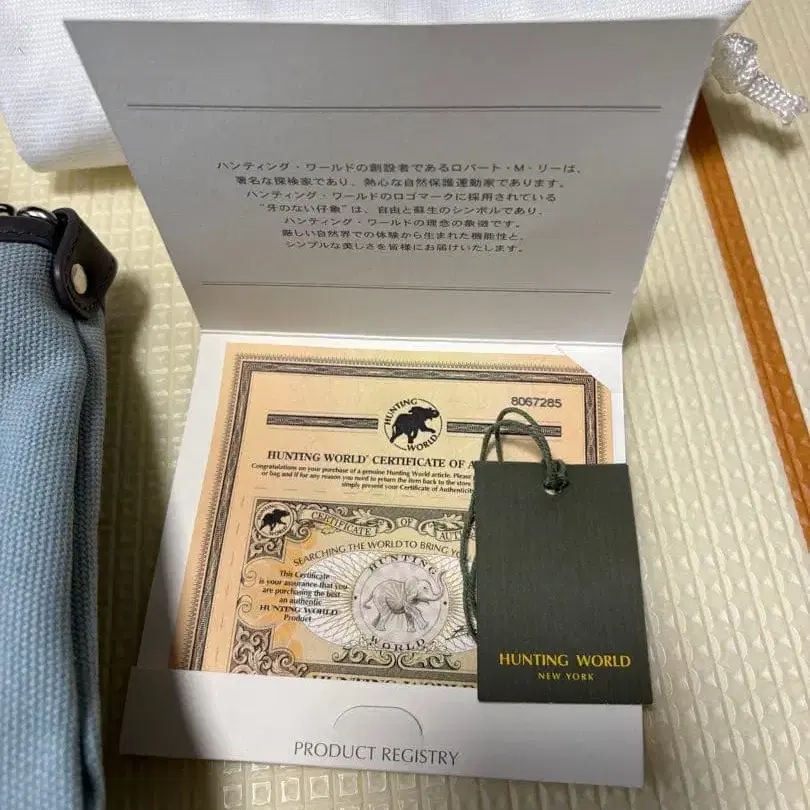 ハンティング・ワールドの創設者であるロバート・M・リーは、
著名な探検家であり、熱心な自然保護運動家であります。
ハンティング・ワールドのロゴマークに採用されている
"牙のない仔象"は、自由と蘇生のシンボルであり、
ハンティング・ワールドの理念の象徴です。
厳しい自然界での体験から生まれた機能性と、
シンプルな美しさを皆様にお届けいたします。
8067285
HUNTING
WORLD
HUNTING WORLD® CERTIFICATE OF A
Congratulations on your purchase of a genuine Hunting World article. Please
or bag and if for any reason you need to return the item back to the store
simply present your Certificate of Authenticity
CERTIFICATE OF AUT
SEARCHING THE WORLD TO BRING YO
This Certificate
is your assurance that you
are purchasing the best
an authentic
HUNTING WORLD
Product
HUNTING
WORLD
HUNTING WORL
HUNTING WORLD
NEW YORK
PRODUCT REGISTRY